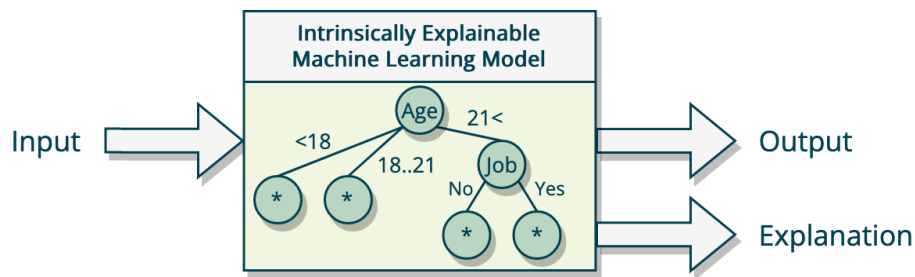 Intrinsically Explainable
Machine Learning Model
Age
<18
21<
Input
18..21
Job
Output
No
Yes
*
*
*
*
Explanation